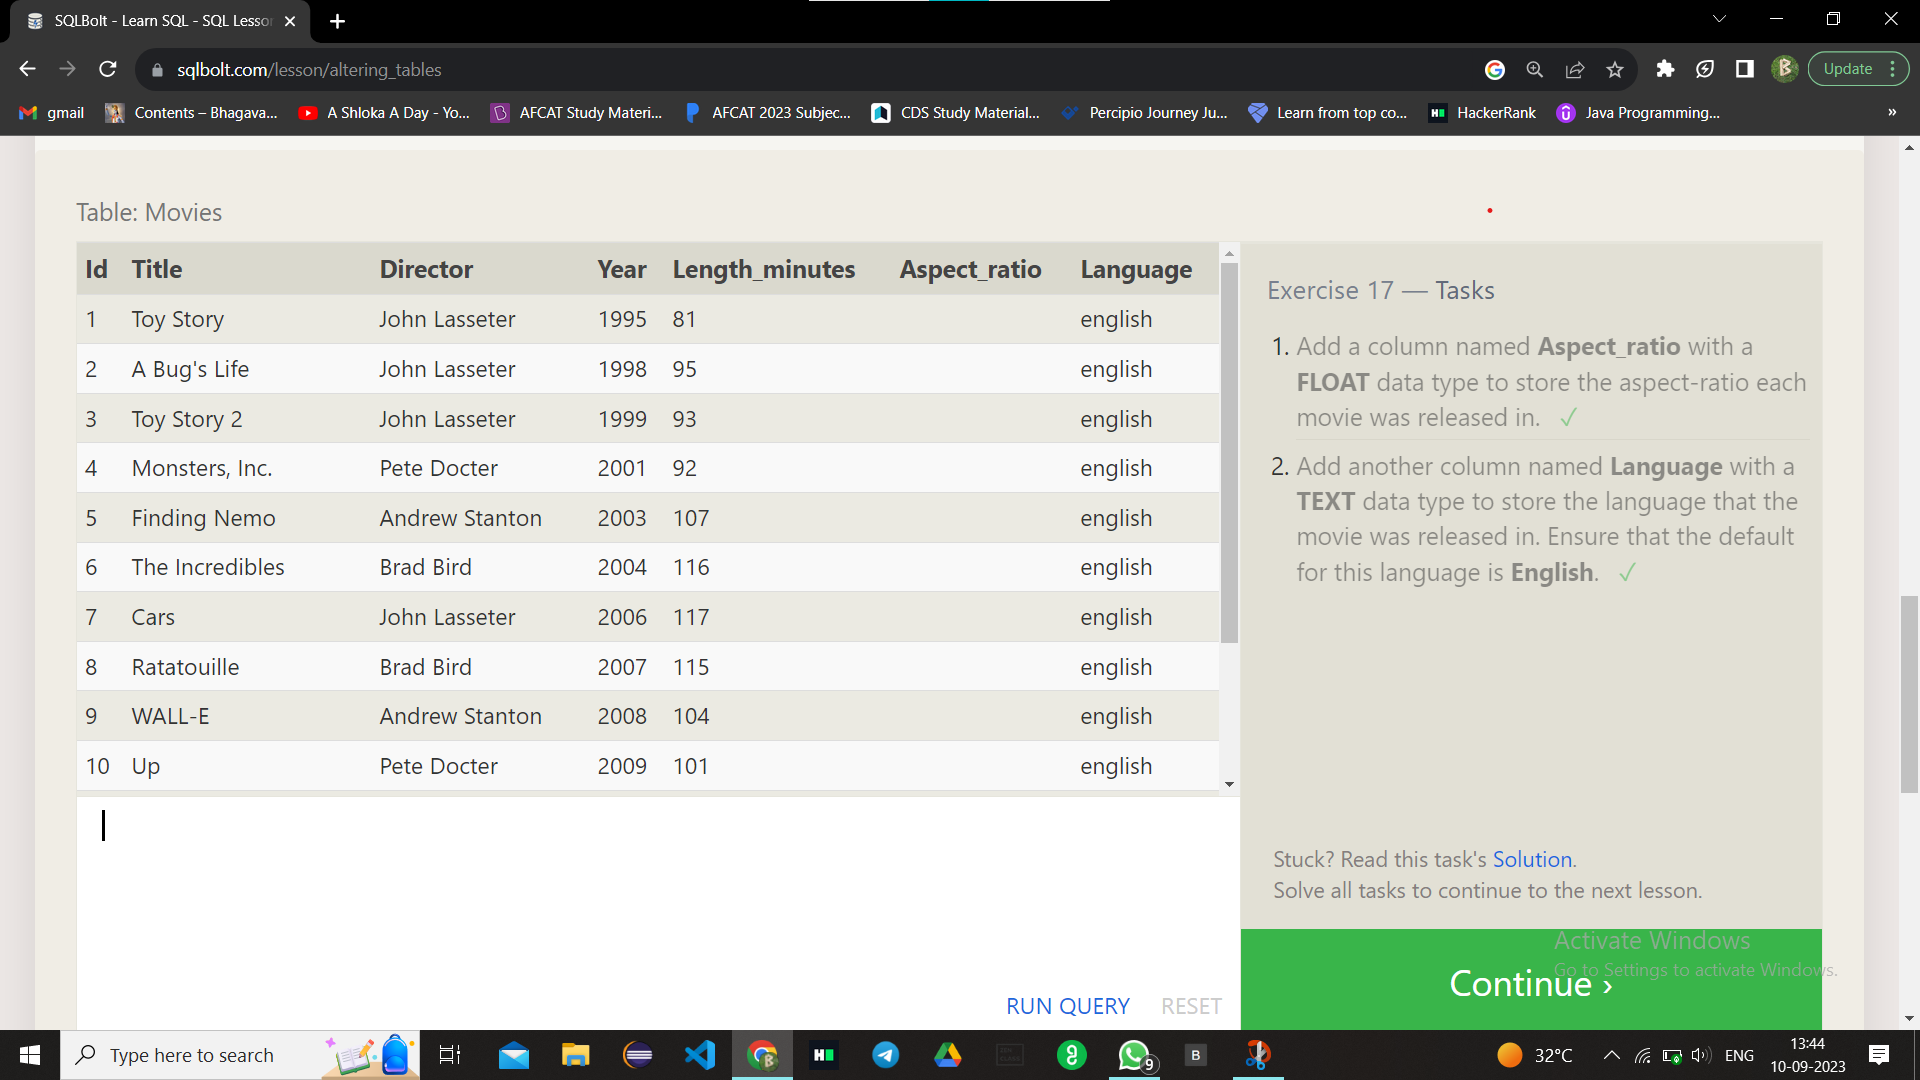 SQLBolt - Learn SQL - SQL Lesso
sqlbolt.com/lesson/altering_tables
Update
gmail
Contents – Bhagava...
A Shloka A Day - Yo...
AFCAT Study Materi...
AFCAT 2023 Subjec...
CDS Study Material...
Percipio Journey Ju...
Learn from top co...
HackerRank
Java Programming...
»
Table: Movies
Id Title Director Year Length_minutes Aspect_ratio Language
1 Toy Story John Lasseter 1995 81 english
2 A Bug's Life John Lasseter 1998 95 english
3 Toy Story 2 John Lasseter 1999 93 english
4 Monsters, Inc. Pete Docter 2001 92 english
5 Finding Nemo Andrew Stanton 2003 107 english
6 The Incredibles Brad Bird 2004 116 english
7 Cars John Lasseter 2006 117 english
8 Ratatouille Brad Bird 2007 115 english
9 WALL-E Andrew Stanton 2008 104 english
10 Up Pete Docter 2009 101 english
Exercise 17 — Tasks
1. Add a column named Aspect_ratio with a
FLOAT data type to store the aspect-ratio each
movie was released in. ✓
2. Add another column named Language with a
TEXT data type to store the language that the
movie was released in. Ensure that the default
for this language is English. ✓
Stuck? Read this task's Solution.
Solve all tasks to continue to the next lesson.
RUN QUERY RESET
Continue ›
Activate Windows
Go to Settings to activate Windows.
Type here to search
9
B
32°C
ENG
13:44
10-09-2023